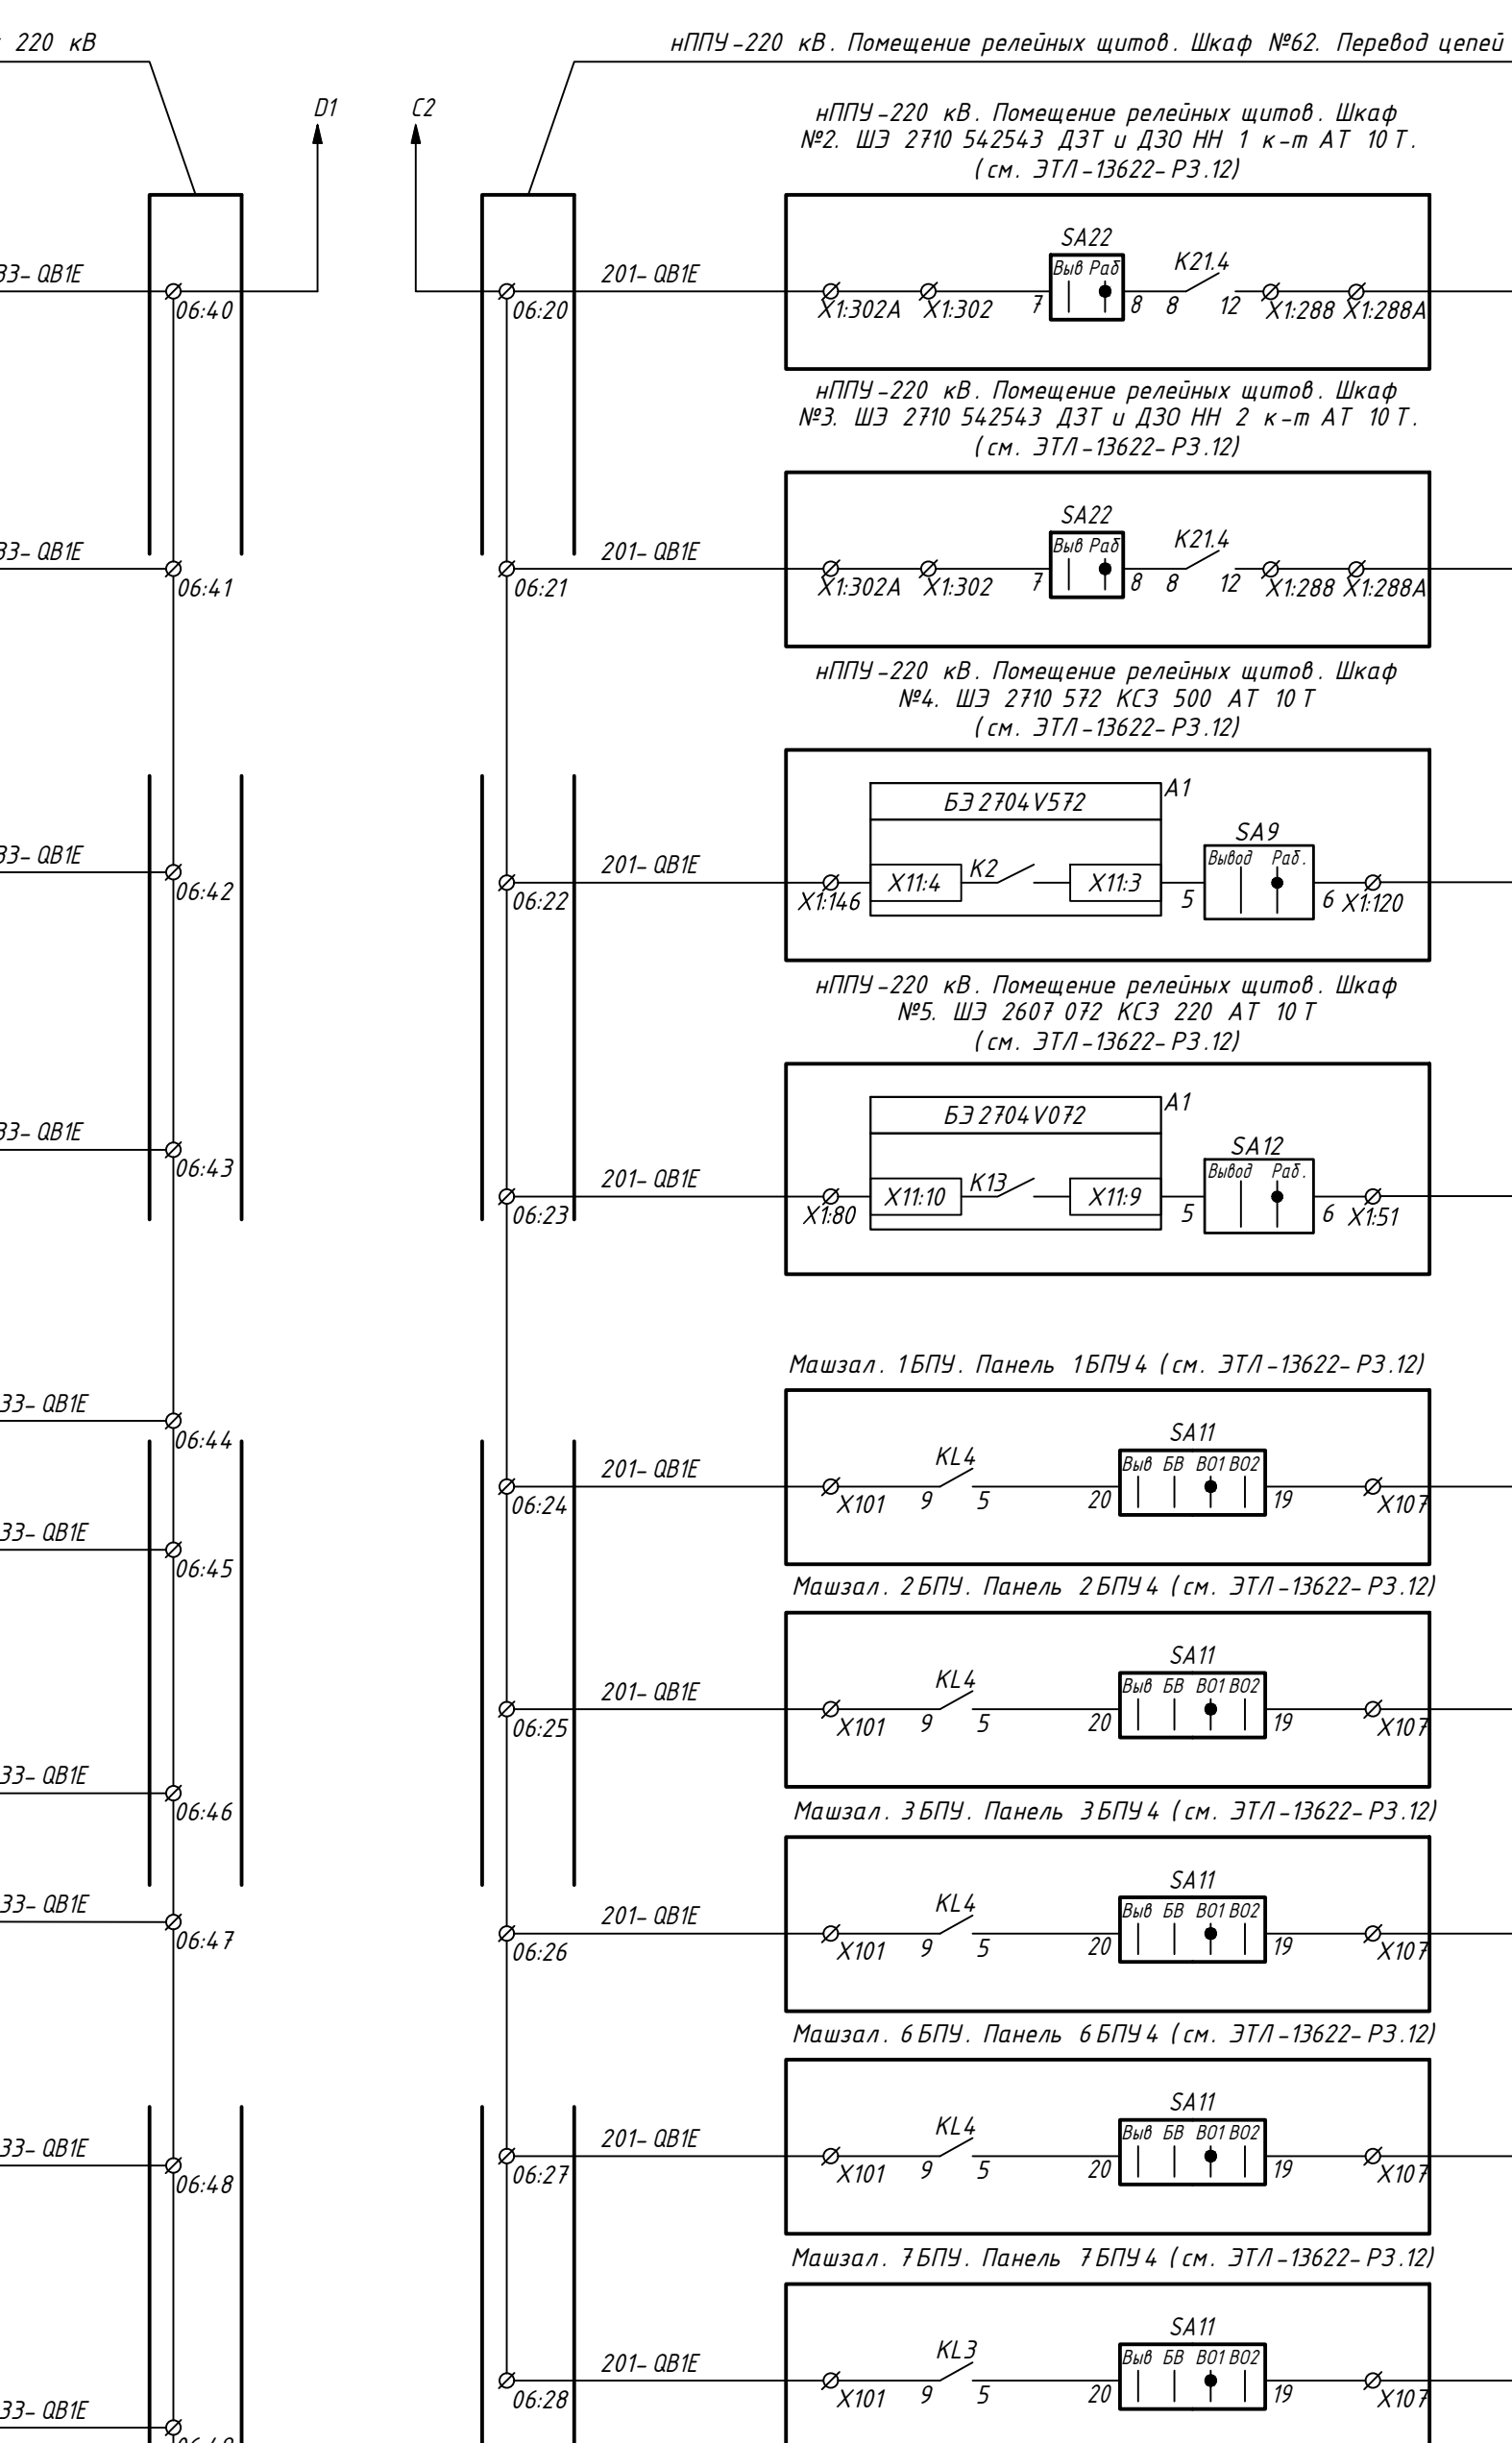 220 кВ
нППУ-220 кВ. Помещение релейных щитов. Шкаф №62. Перевод цепей
D1
C2
нППУ-220 кВ. Помещение релейных щитов. Шкаф
№2. ШЭ 2710 542543 ДЗТ и ДЗО НН 1 к-т АТ 10Т.
(см. ЭТЛ-13622-РЗ.12)
33-QB1E
06:40
201-QB1E
06:20
X1:302A
X1:302
SA22
Выв Раб
7
8
K21.4
8
12
X1:288
X1:288A
нППУ-220 кВ. Помещение релейных щитов. Шкаф
№3. ШЭ 2710 542543 ДЗТ и ДЗО НН 2 к-т АТ 10Т.
(см. ЭТЛ-13622-РЗ.12)
33-QB1E
06:41
201-QB1E
06:21
X1:302A
X1:302
SA22
Выв Раб
7
8
K21.4
8
12
X1:288
X1:288A
нППУ-220 кВ. Помещение релейных щитов. Шкаф
№4. ШЭ 2710 572 КСЗ 500 АТ 10Т
(см. ЭТЛ-13622-РЗ.12)
33-QB1E
06:42
201-QB1E
06:22
X1:146
БЭ2704V572
A1
X11:4
K2
X11:3
SA9
Вывод Раб.
5
6
X1:120
нППУ-220 кВ. Помещение релейных щитов. Шкаф
№5. ШЭ 2607 072 КСЗ 220 АТ 10Т
(см. ЭТЛ-13622-РЗ.12)
33-QB1E
06:43
201-QB1E
06:23
X1:80
БЭ2704V072
A1
X11:10
K13
X11:9
SA12
Вывод Раб.
5
6
X1:51
Машзал. 1БПУ. Панель 1БПУ4 (см. ЭТЛ-13622-РЗ.12)
33-QB1E
06:44
201-QB1E
06:24
X101
KL4
9
5
SA11
Выв БВ ВО1 ВО2
20
19
X107
33-QB1E
06:45
Машзал. 2БПУ. Панель 2БПУ4 (см. ЭТЛ-13622-РЗ.12)
201-QB1E
06:25
X101
KL4
9
5
SA11
Выв БВ ВО1 ВО2
20
19
X107
33-QB1E
06:46
Машзал. 3БПУ. Панель 3БПУ4 (см. ЭТЛ-13622-РЗ.12)
33-QB1E
06:47
201-QB1E
06:26
X101
KL4
9
5
SA11
Выв БВ ВО1 ВО2
20
19
X107
Машзал. 6БПУ. Панель 6БПУ4 (см. ЭТЛ-13622-РЗ.12)
33-QB1E
06:48
201-QB1E
06:27
X101
KL4
9
5
SA11
Выв БВ ВО1 ВО2
20
19
X107
Машзал. 7БПУ. Панель 7БПУ4 (см. ЭТЛ-13622-РЗ.12)
33-QB1E
201-QB1E
06:28
X101
KL3
9
5
SA11
Выв БВ ВО1 ВО2
20
19
X107